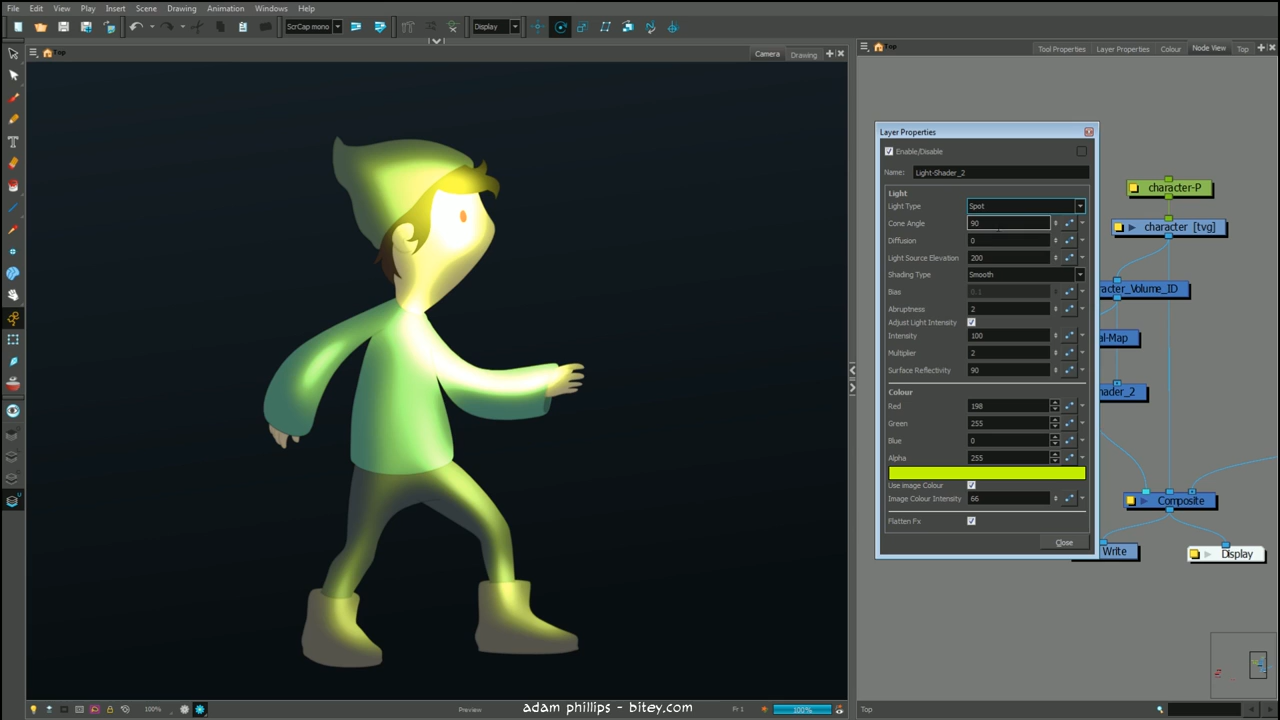 File Edit View Play Insert Scene Drawing Animation Windows Help
ScrCap mono
Display
Top
Camera Drawing
Top
Tool Properties Layer Properties Colour Node View Top
Layer Properties
Enable/Disable
Name: Light-Shader_2
Light
Light Type Spot
Cone Angle 90
Diffusion 0
Light Source Elevation 200
Shading Type Smooth
Bias 0.1
Abruptness 2
Adjust Light Intensity
Intensity 100
Multiplier 2
Surface Reflectivity 90
Colour
Red 198
Green 255
Blue 0
Alpha 255
Use image Colour
Image Colour Intensity 66
Flatten Fx
Close
character-P
character [tvg]
racter_Volume_ID
al-Map
ader_2
Composite
Write
Display
100%
Preview
adam phillips - bitey.com
Fr 1
100%
Top